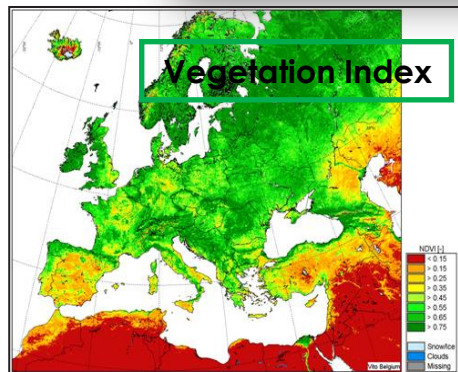 Vegetation Index
NDVI [-]
< 0.15
> 0.15
> 0.25
> 0.35
> 0.45
> 0.55
> 0.65
> 0.75
Snow/Ice
Clouds
Missing
Vito Belgium